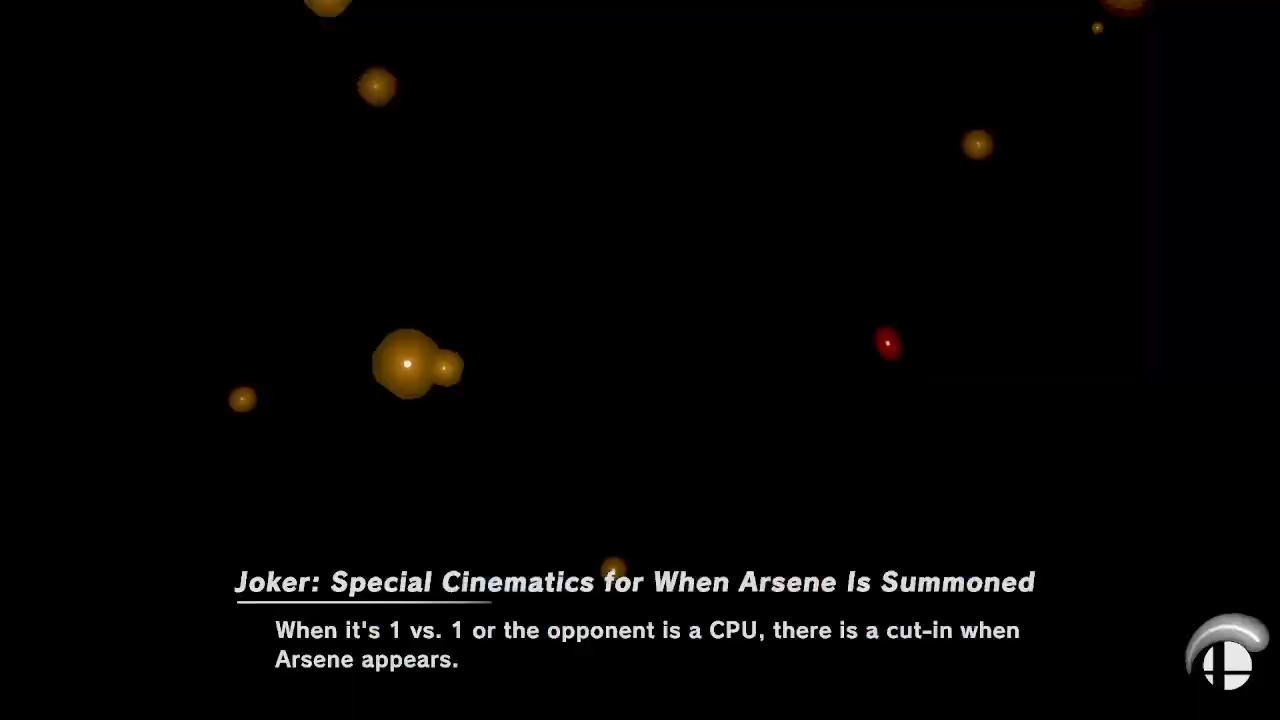 Joker: Special Cinematics for When Arsene Is Summoned
When it's 1 vs. 1 or the opponent is a CPU, there is a cut-in when
Arsene appears.